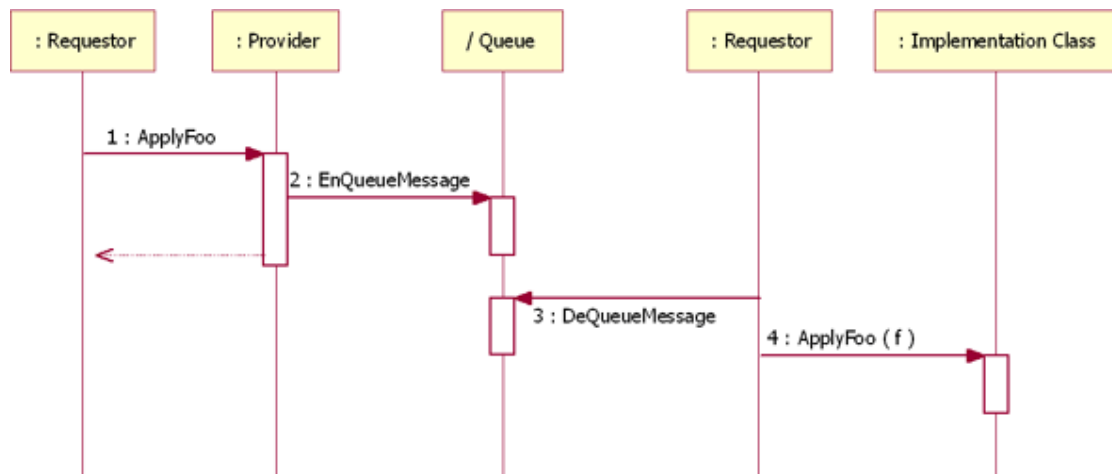 : Requestor
: Provider
/ Queue
: Requestor
: Implementation Class
1 : ApplyFoo
2 : EnQueueMessage
3 : DeQueueMessage
4 : ApplyFoo ( f )